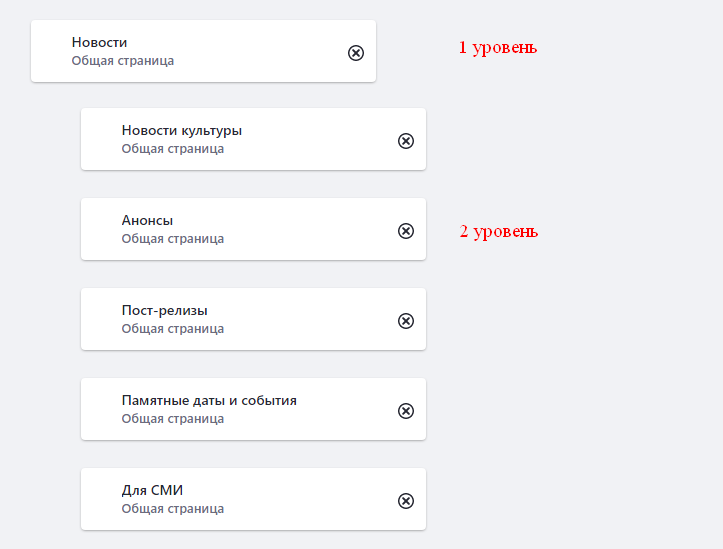 Новости
Общая страница
1 уровень
Новости культуры
Общая страница
Анонсы
Общая страница
2 уровень
Пост-релизы
Общая страница
Памятные даты и события
Общая страница
Для СМИ
Общая страница